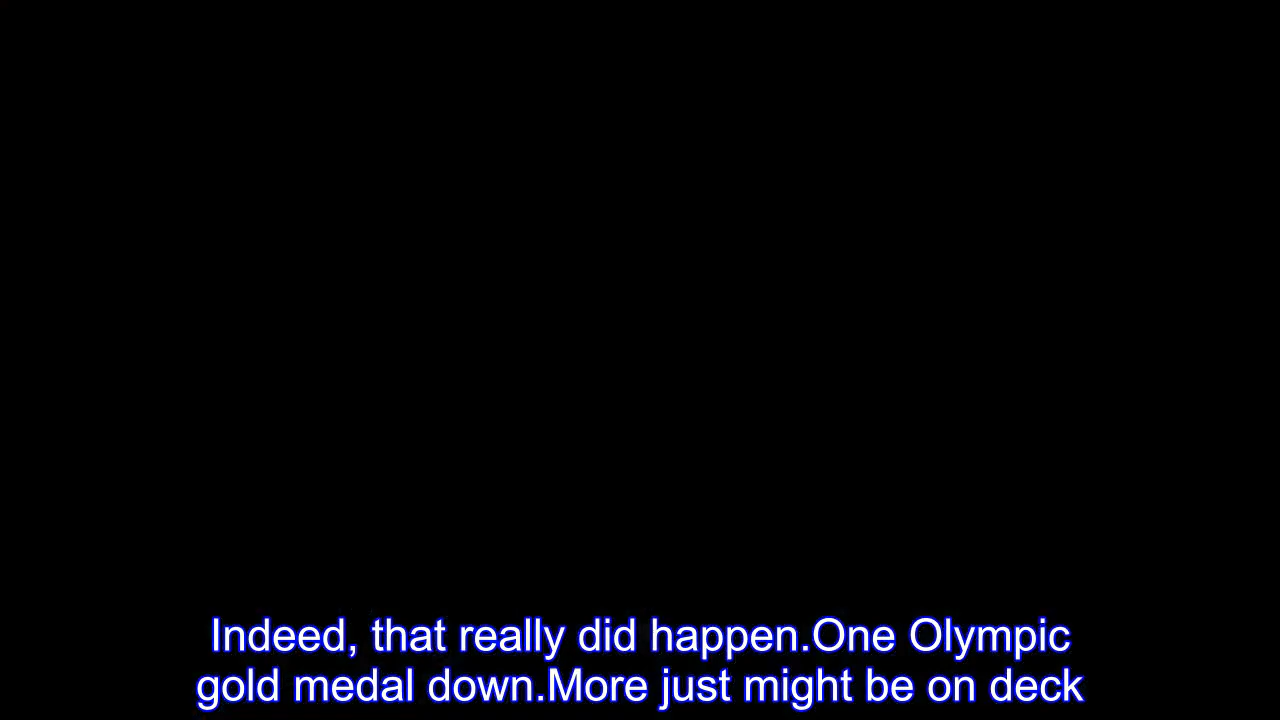 Indeed, that really did happen.One Olympic
gold medal down.More just might be on deck